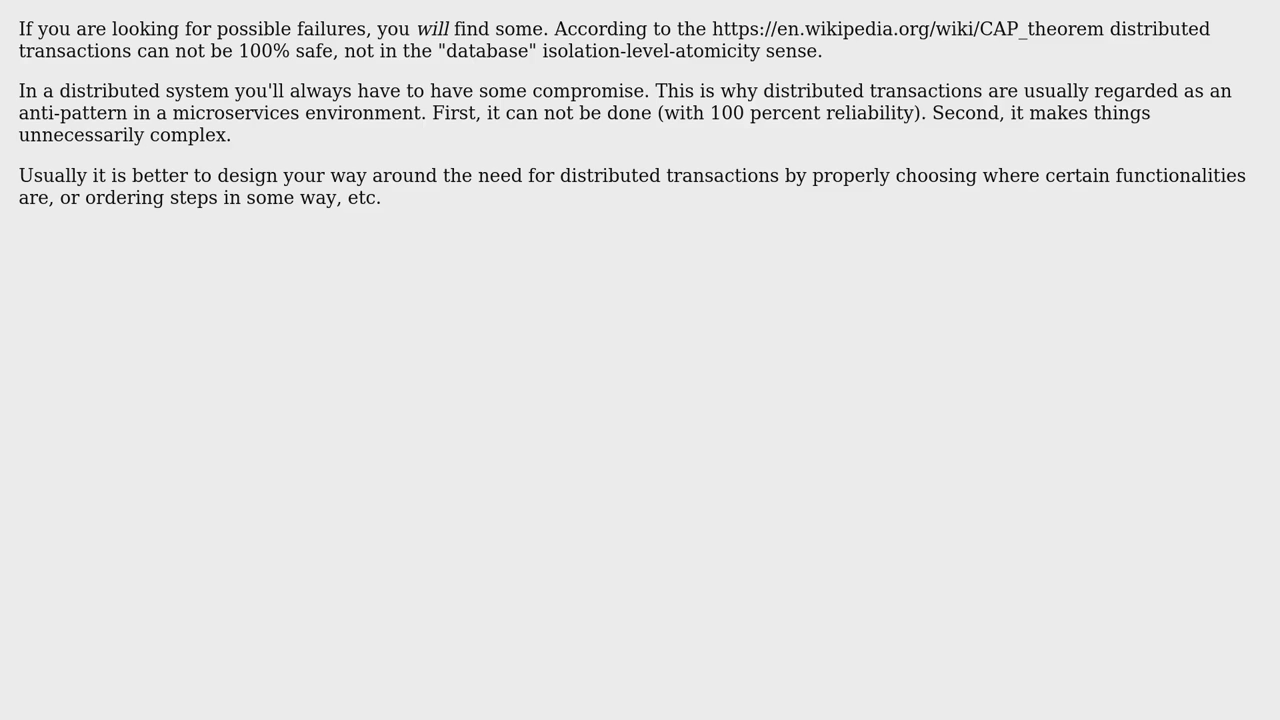 If you are looking for possible failures, you will find some. According to the https://en.wikipedia.org/wiki/CAP_theorem distributed
transactions can not be 100% safe, not in the "database" isolation-level-atomicity sense.
In a distributed system you'll always have to have some compromise. This is why distributed transactions are usually regarded as an
anti-pattern in a microservices environment. First, it can not be done (with 100 percent reliability). Second, it makes things
unnecessarily complex.
Usually it is better to design your way around the need for distributed transactions by properly choosing where certain functionalities
are, or ordering steps in some way, etc.